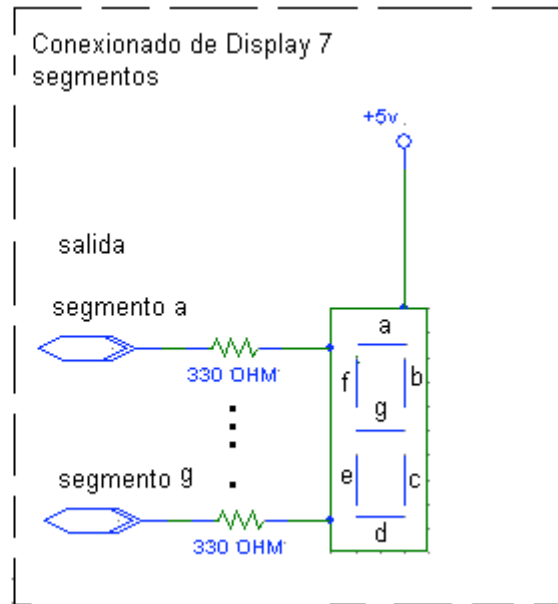 Conexionado de Display 7
segmentos
+5v
salida
segmento a
330 OHM
a
f
b
g
e
c
d
segmento g
330 OHM